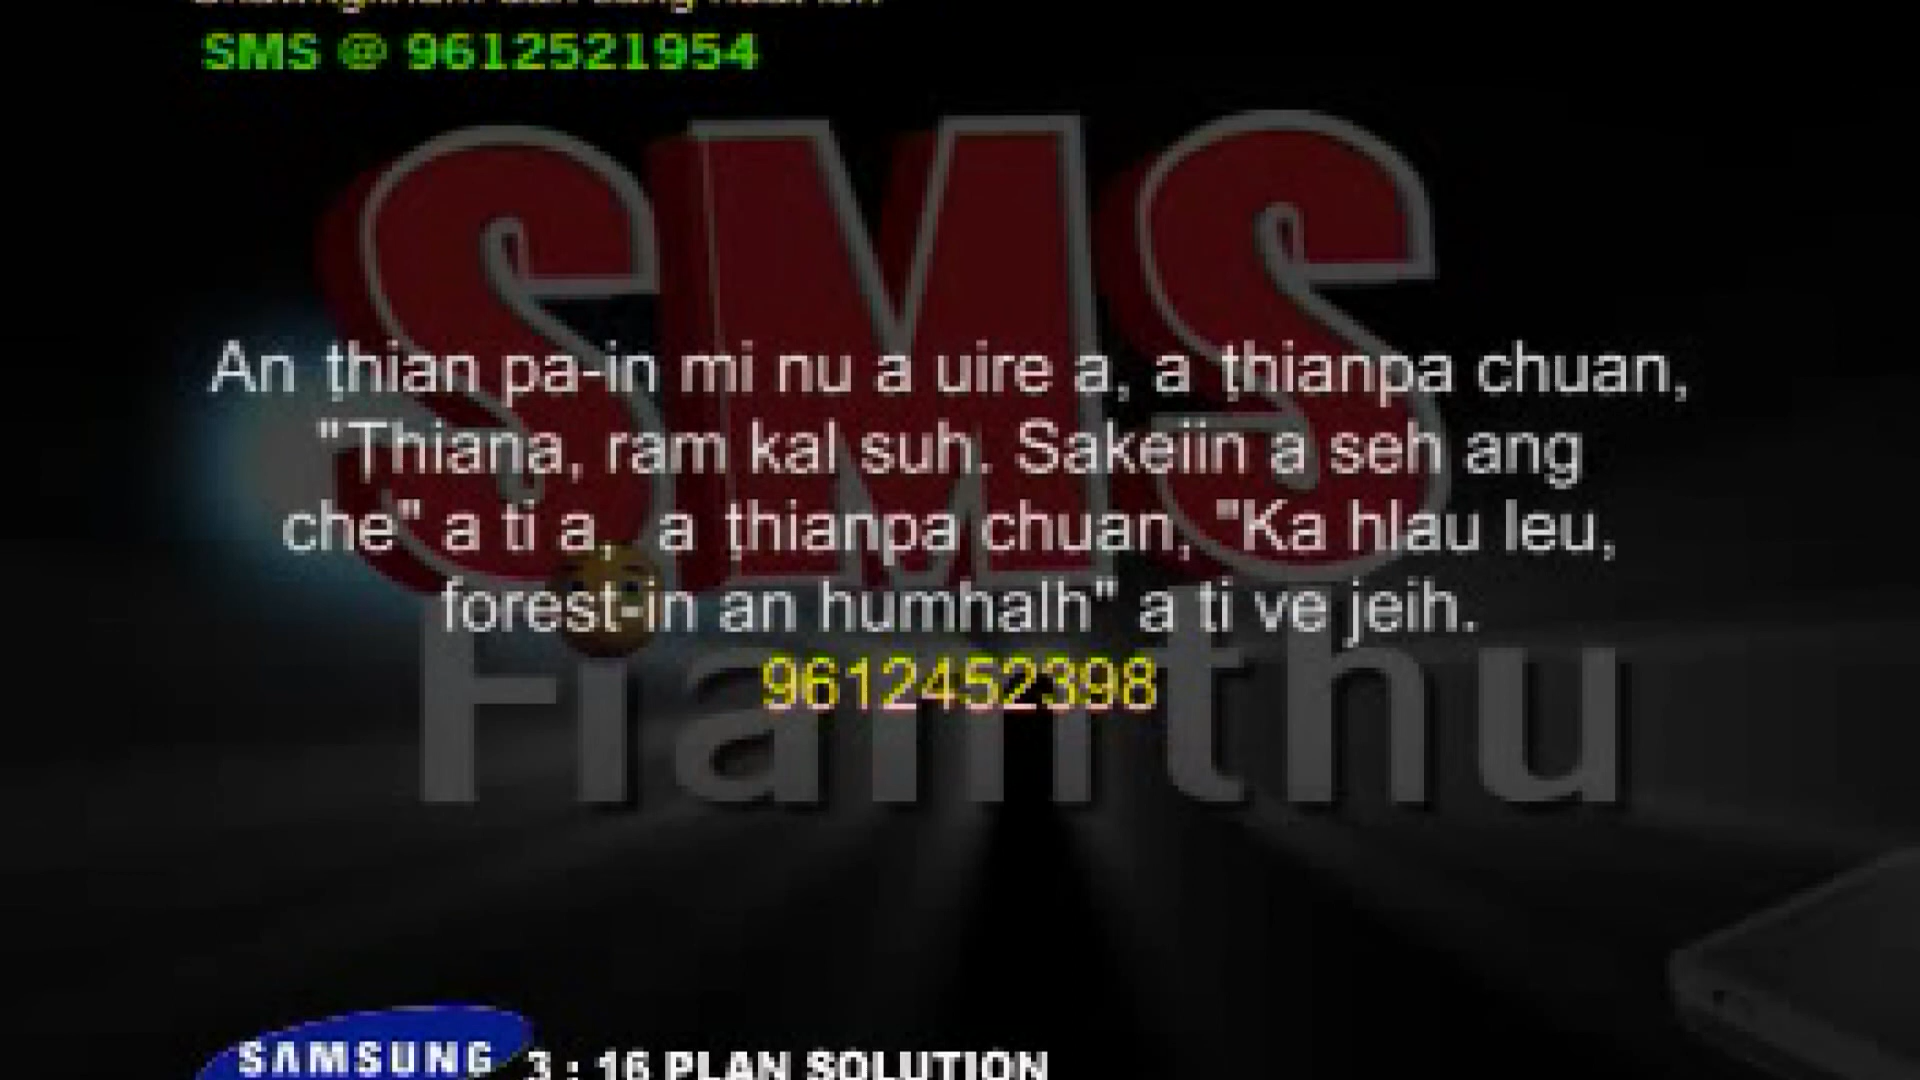 SMS @ 9612521954
SMS
An ṭhian pa-in mi nu a uire a, a ṭhianpa chuan,
"Ṭhiana, ram kal suh. Sakeiin a seh ang
che" a ti a, a ṭhianpa chuan, "Ka hlau leu,
forest-in an humhalh" a ti ve jeih.
9612452398
Fiamthu
SAMSUNG 3 : 16 PLAN SOLUTION